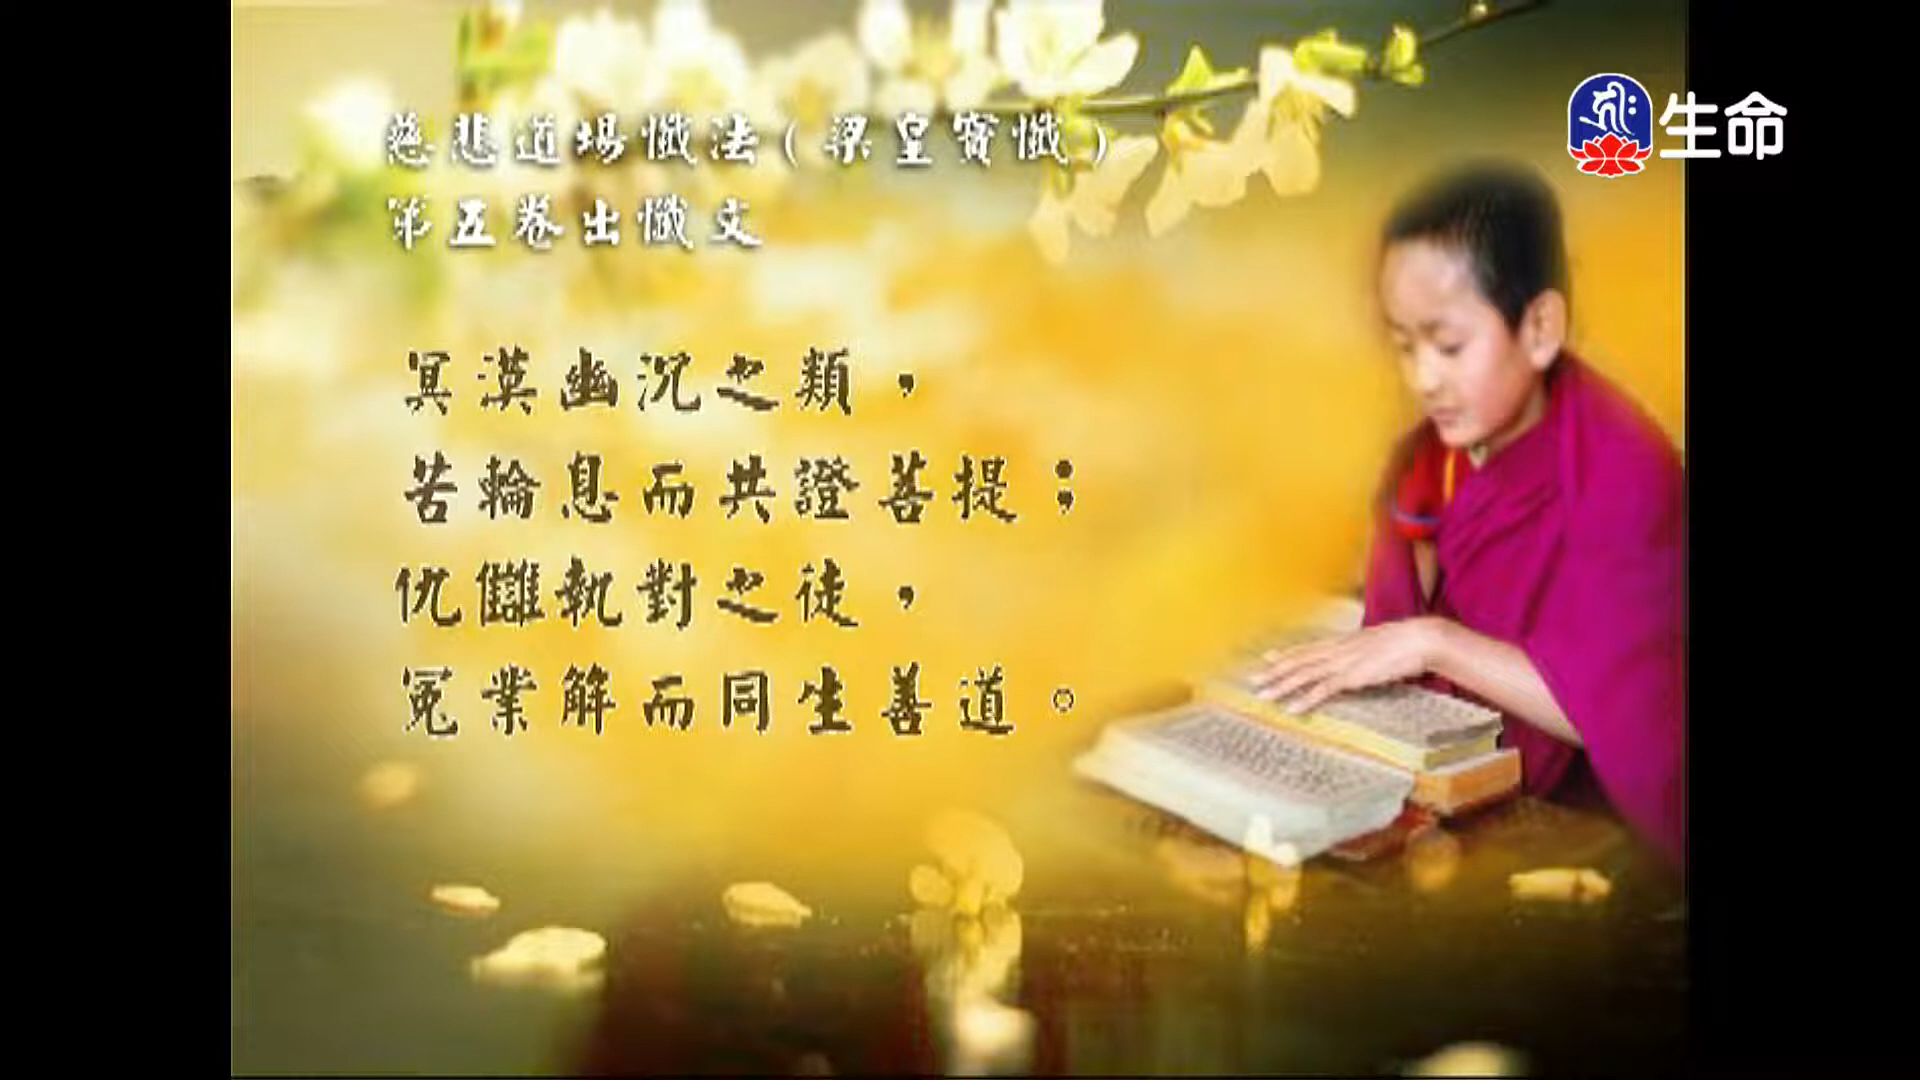 慈悲道場懺法(梁皇寶懺)
第五卷出懺文
生命
冥漠幽沉之類，
苦輪息而共證菩提；
仇讎執對之徒，
冤業解而同生善道。